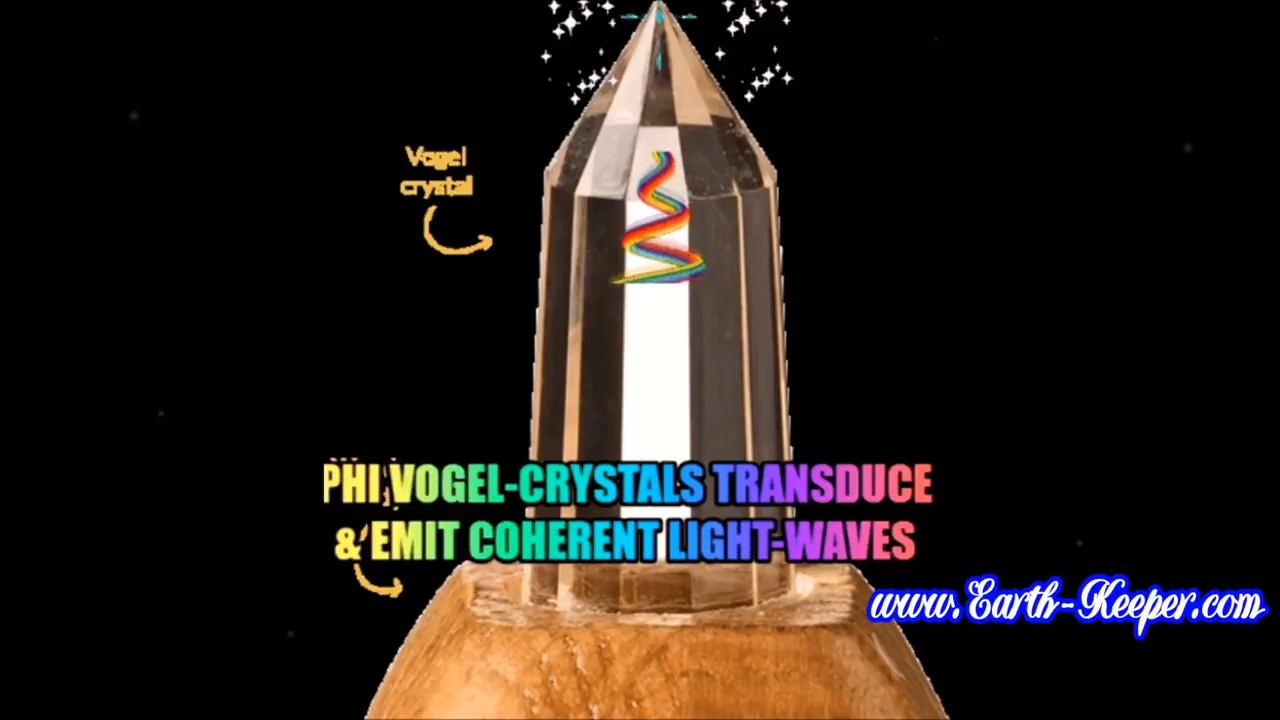 Vogel
crystal
PHI VOGEL-CRYSTALS TRANSDUCE
& EMIT COHERENT LIGHT-WAVES
www.Earth-Keeper.com